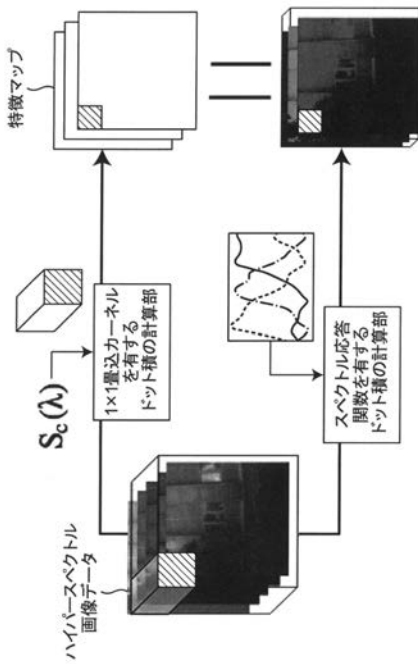 ハイパースペクトル
画像データ
S_c(λ)
1×1畳込カーネル
を有する
ドット積の計算部
特徴マップ
スペクトル応答
関数を有する
ドット積の計算部